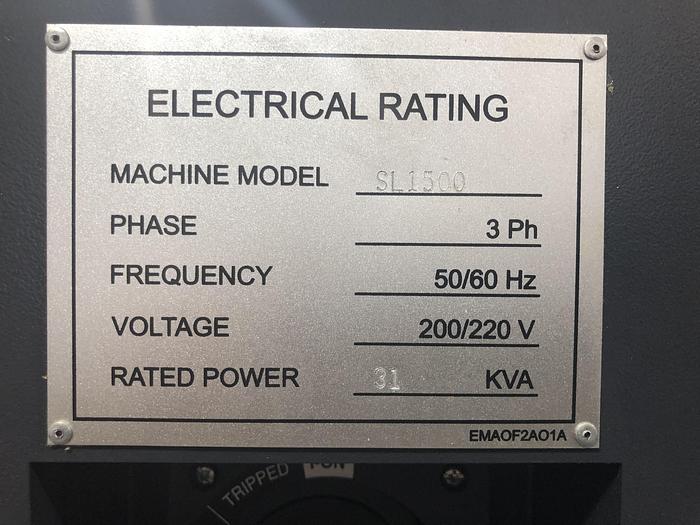 ELECTRICAL RATING
MACHINE MODEL SL1500
PHASE 3 Ph
FREQUENCY 50/60 Hz
VOLTAGE 200/220 V
RATED POWER 31 KVA
EMAOF2AO1A
TRIPPED